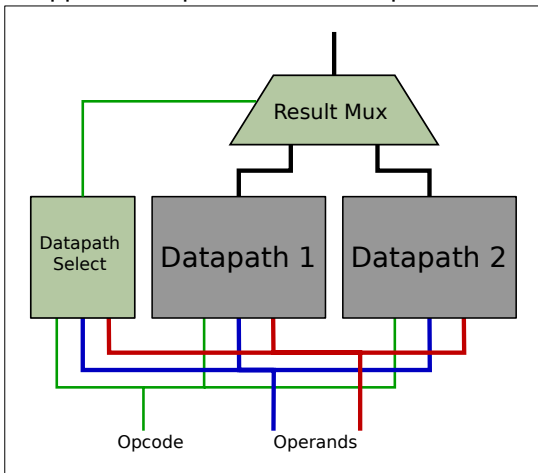 Result Mux
Datapath
Select
Datapath 1
Datapath 2
Opcode
Operands